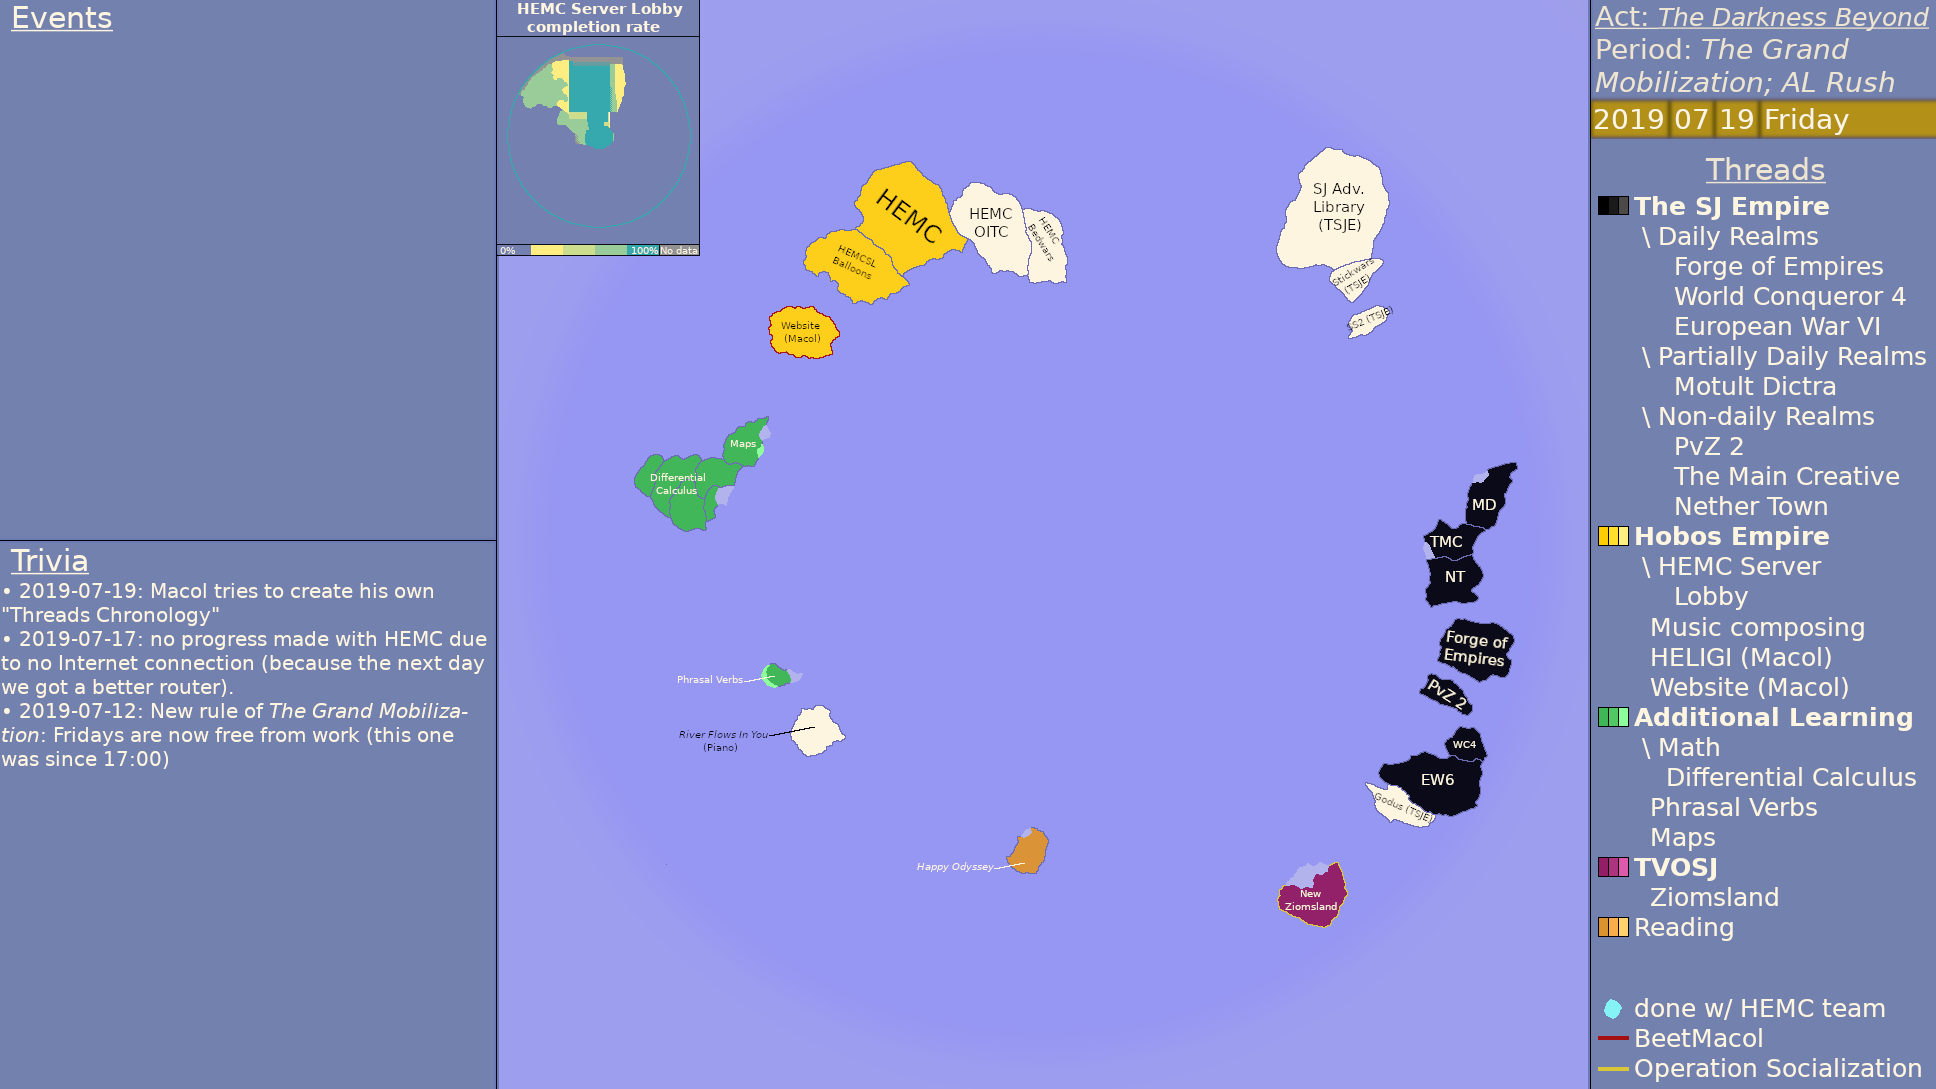 Events
Trivia
• 2019-07-19: Macol tries to create his own
"Threads Chronology"
• 2019-07-17: no progress made with HEMC due
to no Internet connection (because the next day
we got a better router).
• 2019-07-12: New rule of The Grand Mobiliza-
tion: Fridays are now free from work (this one
was since 17:00)
HEMC Server Lobby
completion rate
0%
100%
No data
HEMC
HEMCSL
Balloons
HEMC
OITC
HEMC
Bedwars
Website
(Macol)
SJ Adv.
Library
(TSJE)
Stickwars
(TSJE)
SS2 (TSJE)
Maps
Differential
Calculus
MD
TMC
NT
Forge of
Empires
PvZ 2
WC4
EW6
Godus (TSJE)
Phrasal Verbs
River Flows In You
(Piano)
Happy Odyssey
New
Ziomsland
Act: The Darkness Beyond
Period: The Grand
Mobilization; AL Rush
2019 07 19 Friday
Threads
The SJ Empire
\ Daily Realms
Forge of Empires
World Conqueror 4
European War VI
\ Partially Daily Realms
Motult Dictra
\ Non-daily Realms
PvZ 2
The Main Creative
Nether Town
Hobos Empire
\ HEMC Server
Lobby
Music composing
HELIGI (Macol)
Website (Macol)
Additional Learning
\ Math
Differential Calculus
Phrasal Verbs
Maps
TVOSJ
Ziomsland
Reading
done w/ HEMC team
BeetMacol
Operation Socialization